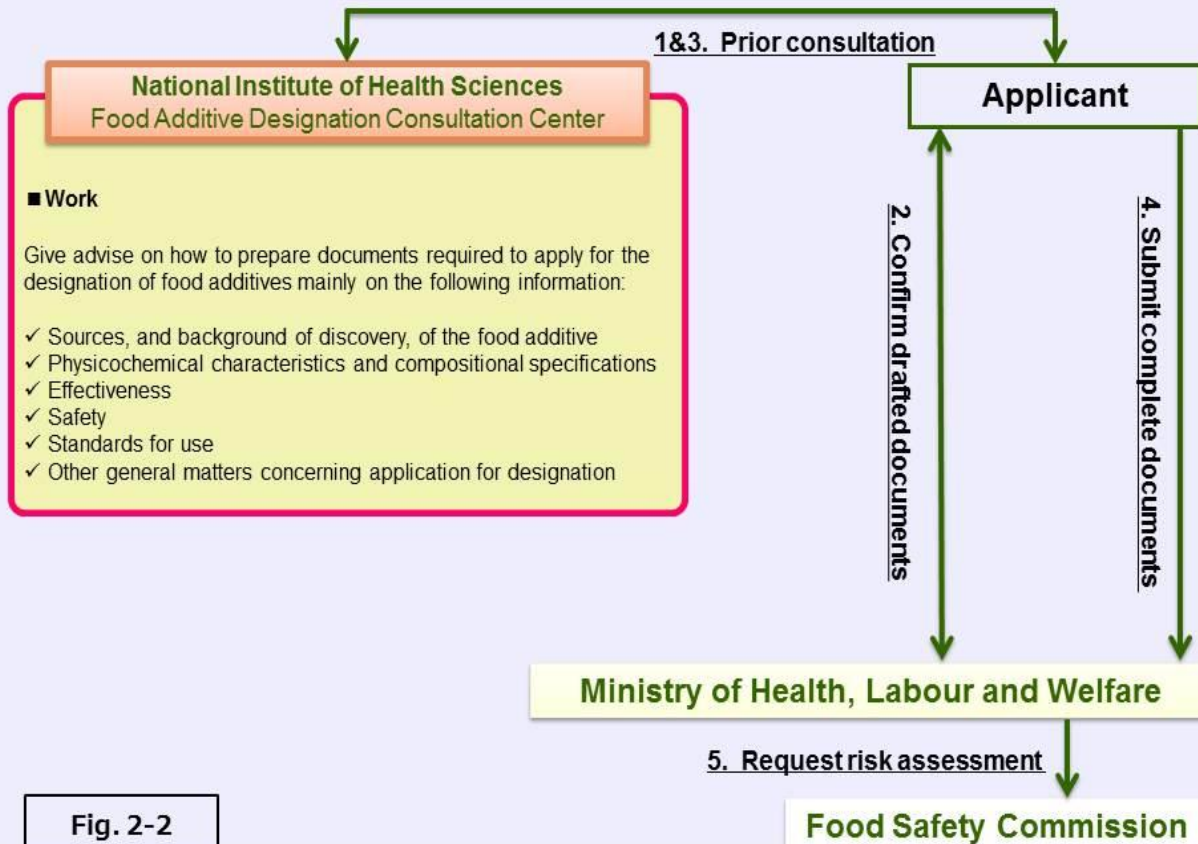 1&3. Prior consultation
National Institute of Health Sciences
Food Additive Designation Consultation Center
Applicant
■ Work
Give advise on how to prepare documents required to apply for the
designation of food additives mainly on the following information:
✓ Sources, and background of discovery, of the food additive
✓ Physicochemical characteristics and compositional specifications
✓ Effectiveness
✓ Safety
✓ Standards for use
✓ Other general matters concerning application for designation
2. Confirm drafted documents
4. Submit complete documents
Ministry of Health, Labour and Welfare
5. Request risk assessment
Fig. 2-2
Food Safety Commission